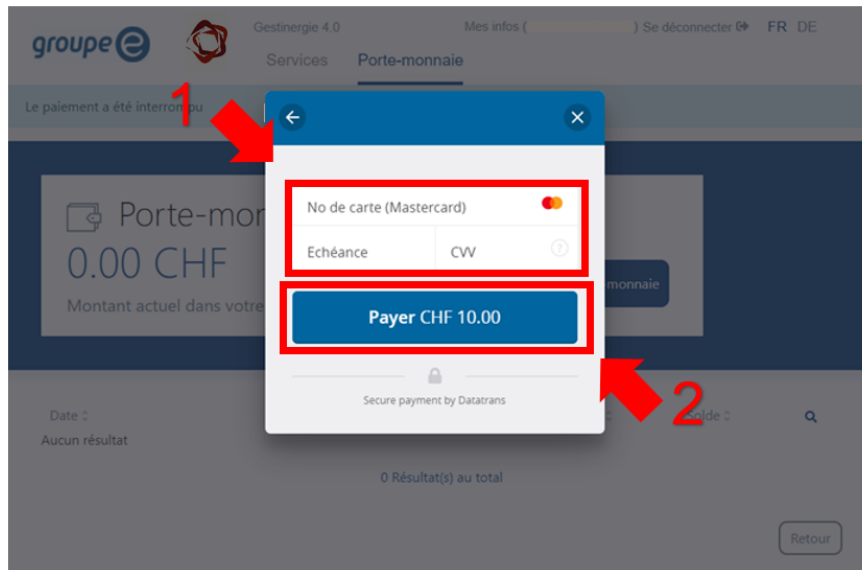 groupe e
Gestinergie 4.0
Mes infos ( ) Se déconnecter FR DE
Services Porte-monnaie
Le paiement a été interrompu
1
No de carte (Mastercard)
Echéance CVV ?
Payer CHF 10.00
Secure payment by Datatrans
2
0.00 CHF
Montant actuel dans votre
monnaie
Date Solde
Aucun résultat
0 Résultat(s) au total
Retour